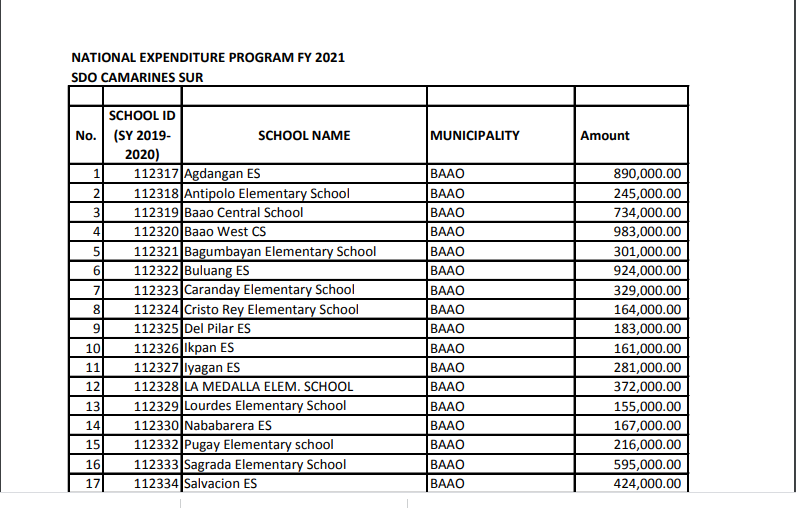 NATIONAL EXPENDITURE PROGRAM FY 2021
SDO CAMARINES SUR
No. SCHOOL ID (SY 2019-2020) SCHOOL NAME MUNICIPALITY Amount
1 112317 Agdangan ES BAAO 890,000.00
2 112318 Antipolo Elementary School BAAO 245,000.00
3 112319 Baao Central School BAAO 734,000.00
4 112320 Baao West CS BAAO 983,000.00
5 112321 Bagumbayan Elementary School BAAO 301,000.00
6 112322 Buluang ES BAAO 924,000.00
7 112323 Caranday Elementary School BAAO 329,000.00
8 112324 Cristo Rey Elementary School BAAO 164,000.00
9 112325 Del Pilar ES BAAO 183,000.00
10 112326 Ikpan ES BAAO 161,000.00
11 112327 Iyagan ES BAAO 281,000.00
12 112328 LA MEDALLA ELEM. SCHOOL BAAO 372,000.00
13 112329 Lourdes Elementary School BAAO 155,000.00
14 112330 Nababarera ES BAAO 167,000.00
15 112332 Pugay Elementary school BAAO 216,000.00
16 112333 Sagrada Elementary School BAAO 595,000.00
17 112334 Salvacion ES BAAO 424,000.00